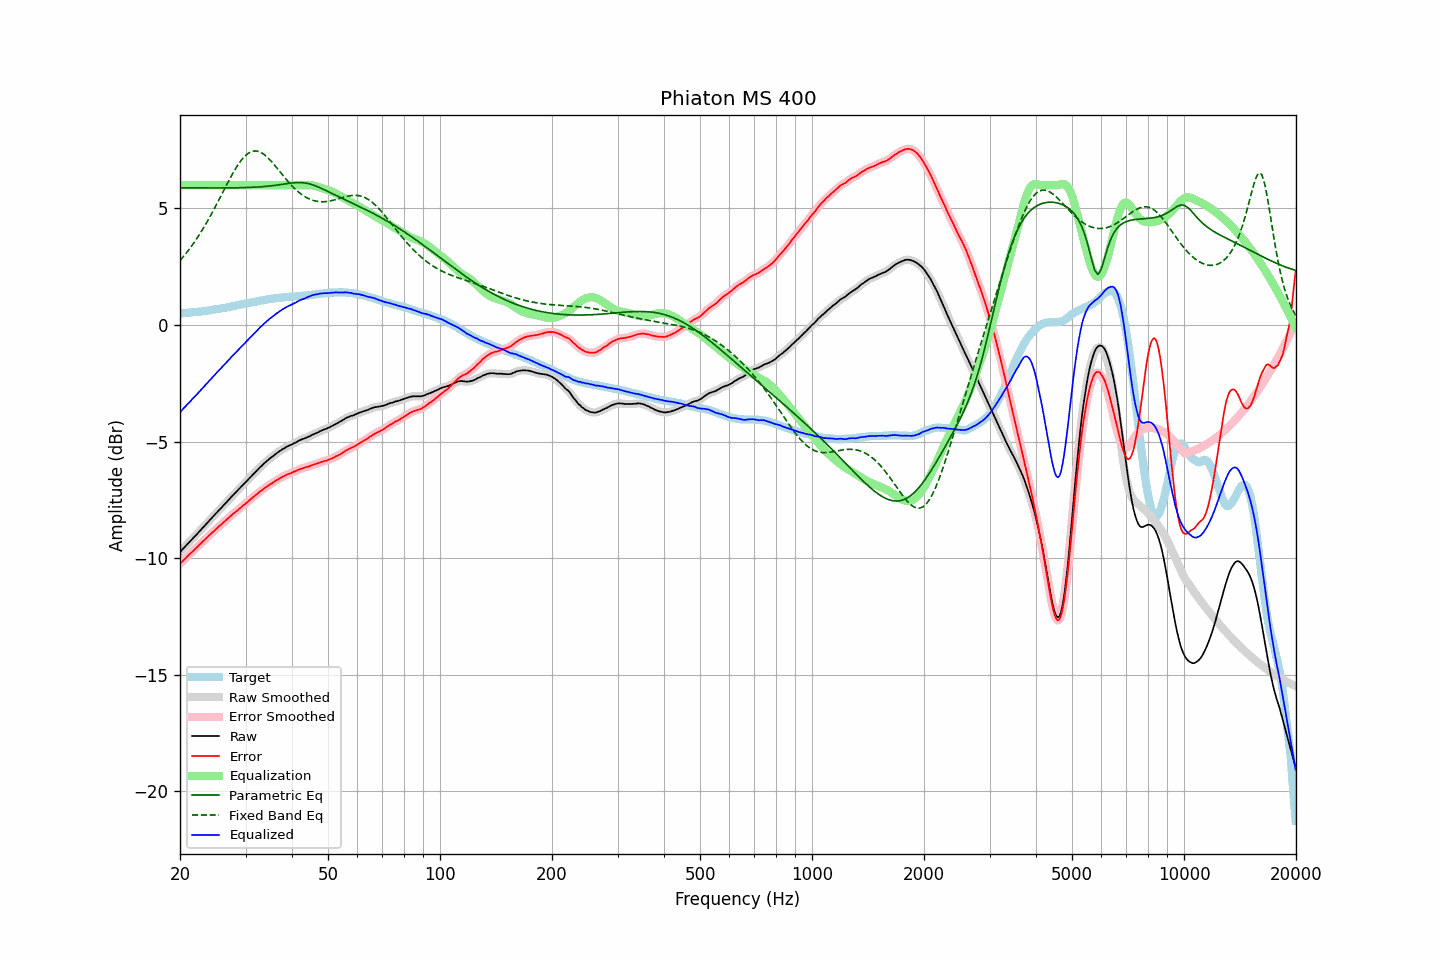 Phiaton MS 400
Amplitude (dBr)
5
0
−5
−10
−15
−20
Target
Raw Smoothed
Error Smoothed
Raw
Error
Equalization
Parametric Eq
Fixed Band Eq
Equalized
20 50 100 200 500 1000 2000 5000 10000 20000
Frequency (Hz)